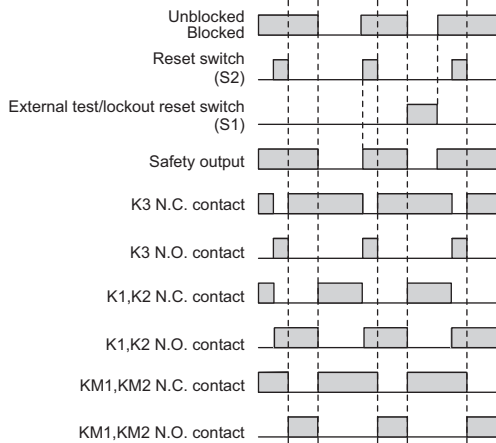 Unblocked
Blocked
Reset switch
(S2)
External test/lockout reset switch
(S1)
Safety output
K3 N.C. contact
K3 N.O. contact
K1,K2 N.C. contact
K1,K2 N.O. contact
KM1,KM2 N.C. contact
KM1,KM2 N.O. contact